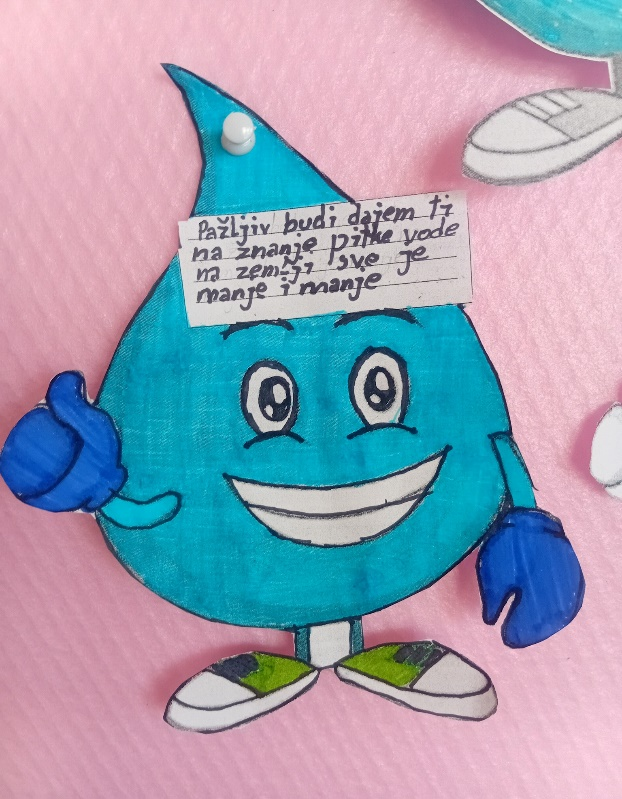 Pažljiv budi dajem ti
na znanje pitke vode
na zemlji sve je
manje i manje